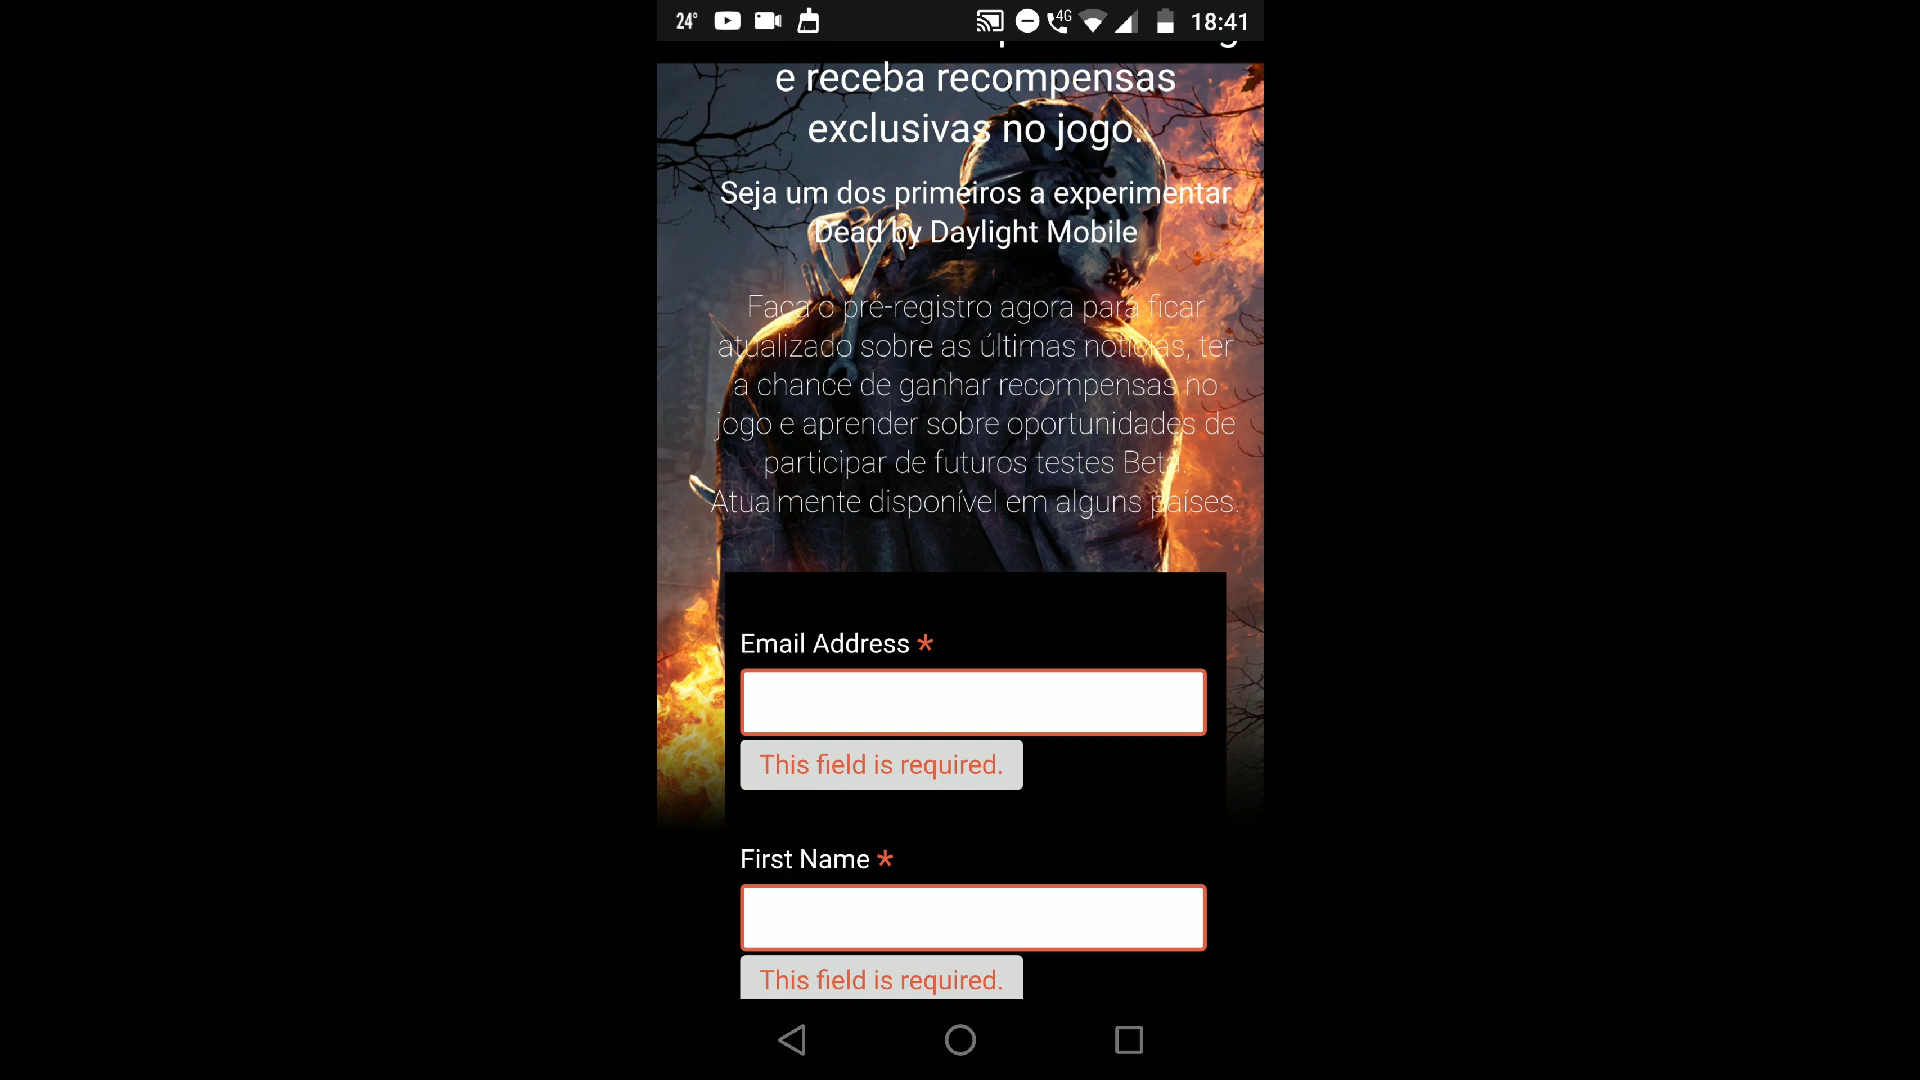 24°
4G
18:41
e receba recompensas
exclusivas no jogo.
Seja um dos primeiros a experimentar
Dead by Daylight Mobile
Faça o pré-registro agora para ficar
atualizado sobre as últimas notícias, ter
a chance de ganhar recompensas no
jogo e aprender sobre oportunidades de
participar de futuros testes Beta.
Atualmente disponível em alguns países.
Email Address *
This field is required.
First Name *
This field is required.